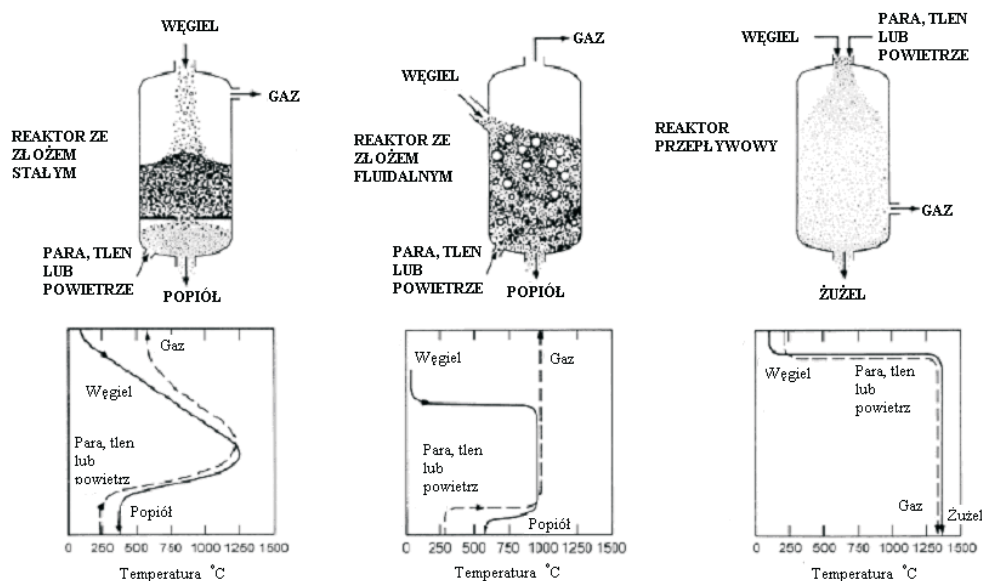 WĘGIEL
GAZ
REAKTOR ZE
ZŁOŻEM
STAŁYM
PARA, TLEN
LUB
POWIETRZE
POPIÓŁ
GAZ
WĘGIEL
REAKTOR ZE
ZŁOŻEM
FLUIDALNYM
PARA, TLEN
LUB
POWIETRZE
POPIÓŁ
WĘGIEL
PARA, TLEN
LUB
POWIETRZE
REAKTOR
PRZEPŁYWOWY
GAZ
ŻUŻEL
Gaz
Węgiel
Para, tlen
lub
powietrz
Popiół
0 250 500 750 1000 1250 1500
Temperatura °C
Węgiel
Gaz
Para, tlen
lub
powietrz
Popiół
0 250 500 750 1000 1250 1500
Temperatura °C
Węgiel
Para, tlen
lub
powietrz
Gaz
Żużel
0 250 500 750 1000 1250 1500
Temperatura °C